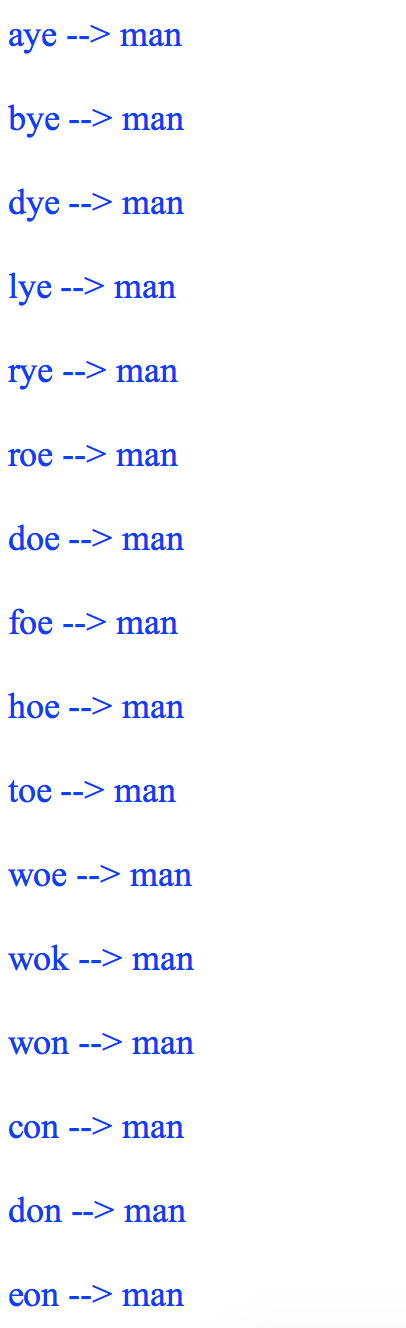 aye --> man
bye --> man
dye --> man
lye --> man
rye --> man
roe --> man
doe --> man
foe --> man
hoe --> man
toe --> man
woe --> man
wok --> man
won --> man
con --> man
don --> man
eon --> man